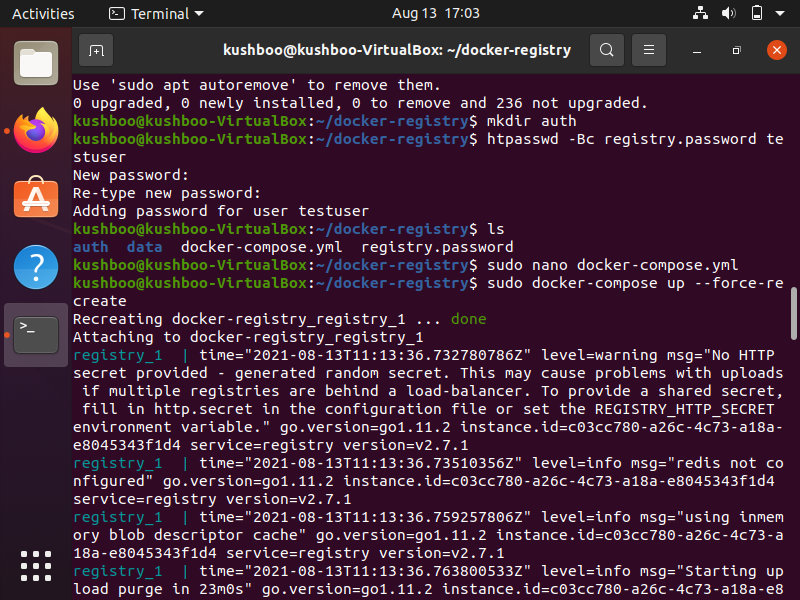 Activities Terminal Aug 13 17:03
kushboo@kushboo-VirtualBox: ~/docker-registry
Use 'sudo apt autoremove' to remove them.
0 upgraded, 0 newly installed, 0 to remove and 236 not upgraded.
kushboo@kushboo-VirtualBox:~/docker-registry$ mkdir auth
kushboo@kushboo-VirtualBox:~/docker-registry$ htpasswd -Bc registry.password te
stuser
New password:
Re-type new password:
Adding password for user testuser
kushboo@kushboo-VirtualBox:~/docker-registry$ ls
auth  data  docker-compose.yml  registry.password
kushboo@kushboo-VirtualBox:~/docker-registry$ sudo nano docker-compose.yml
kushboo@kushboo-VirtualBox:~/docker-registry$ sudo docker-compose up --force-re
create
Recreating docker-registry_registry_1 ... done
Attaching to docker-registry_registry_1
registry_1  | time="2021-08-13T11:13:36.732780786Z" level=warning msg="No HTTP
secret provided - generated random secret. This may cause problems with uploads
 if multiple registries are behind a load-balancer. To provide a shared secret,
 fill in http.secret in the configuration file or set the REGISTRY_HTTP_SECRET
environment variable." go.version=go1.11.2 instance.id=c03cc780-a26c-4c73-a18a-
e8045343f1d4 service=registry version=v2.7.1
registry_1  | time="2021-08-13T11:13:36.73510356Z" level=info msg="redis not co
nfigured" go.version=go1.11.2 instance.id=c03cc780-a26c-4c73-a18a-e8045343f1d4
service=registry version=v2.7.1
registry_1  | time="2021-08-13T11:13:36.759257806Z" level=info msg="using inmem
ory blob descriptor cache" go.version=go1.11.2 instance.id=c03cc780-a26c-4c73-a
18a-e8045343f1d4 service=registry version=v2.7.1
registry_1  | time="2021-08-13T11:13:36.763800533Z" level=info msg="Starting up
load purge in 23m0s" go.version=go1.11.2 instance.id=c03cc780-a26c-4c73-a18a-e8